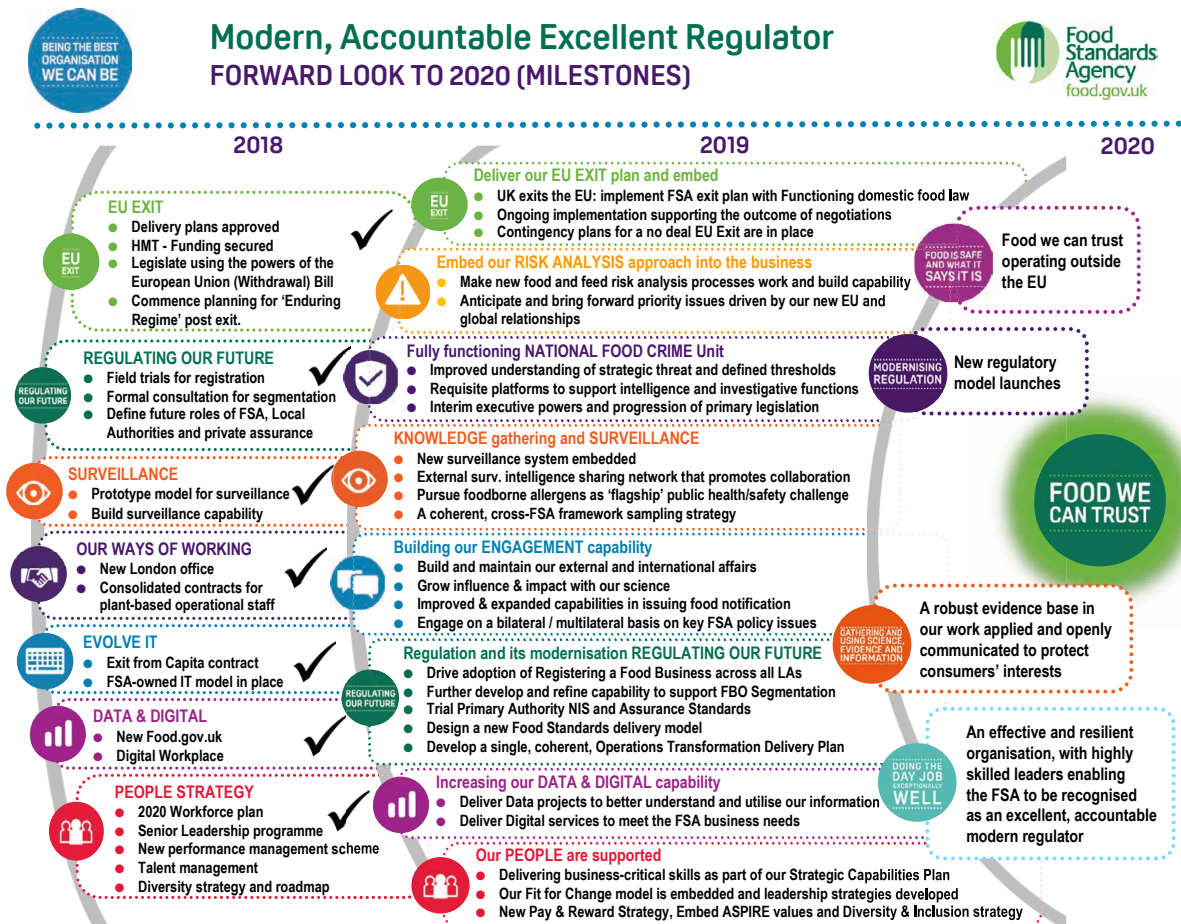 BEING THE BEST
ORGANISATION
WE CAN BE
Modern, Accountable Excellent Regulator
FORWARD LOOK TO 2020 (MILESTONES)
Food
Standards
Agency
food.gov.uk
2018
2019
2020
EU
EXIT
EU EXIT
Delivery plans approved
HMT - Funding secured
Legislate using the powers of the
European Union (Withdrawal) Bill
Commence planning for ‘Enduring
Regime’ post exit.
REGULATING
OUR FUTURE
REGULATING OUR FUTURE
Field trials for registration
Formal consultation for segmentation
Define future roles of FSA, Local
Authorities and private assurance
SURVEILLANCE
Prototype model for surveillance
Build surveillance capability
OUR WAYS OF WORKING
New London office
Consolidated contracts for
plant-based operational staff
EVOLVE IT
Exit from Capita contract
FSA-owned IT model in place
DATA & DIGITAL
New Food.gov.uk
Digital Workplace
PEOPLE STRATEGY
2020 Workforce plan
Senior Leadership programme
New performance management scheme
Talent management
Diversity strategy and roadmap
EU
EXIT
Deliver our EU EXIT plan and embed
UK exits the EU: implement FSA exit plan with Functioning domestic food law
Ongoing implementation supporting the outcome of negotiations
Contingency plans for a no deal EU Exit are in place
Embed our RISK ANALYSIS approach into the business
Make new food and feed risk analysis processes work and build capability
Anticipate and bring forward priority issues driven by our new EU and
global relationships
Fully functioning NATIONAL FOOD CRIME Unit
Improved understanding of strategic threat and defined thresholds
Requisite platforms to support intelligence and investigative functions
Interim executive powers and progression of primary legislation
KNOWLEDGE gathering and SURVEILLANCE
New surveillance system embedded
External surv. intelligence sharing network that promotes collaboration
Pursue foodborne allergens as ‘flagship’ public health/safety challenge
A coherent, cross-FSA framework sampling strategy
Building our ENGAGEMENT capability
Build and maintain our external and international affairs
Grow influence & impact with our science
Improved & expanded capabilities in issuing food notification
Engage on a bilateral / multilateral basis on key FSA policy issues
REGULATING
OUR FUTURE
Regulation and its modernisation REGULATING OUR FUTURE
Drive adoption of Registering a Food Business across all LAs
Further develop and refine capability to support FBO Segmentation
Trial Primary Authority NIS and Assurance Standards
Design a new Food Standards delivery model
Develop a single, coherent, Operations Transformation Delivery Plan
Increasing our DATA & DIGITAL capability
Deliver Data projects to better understand and utilise our information
Deliver Digital services to meet the FSA business needs
Our PEOPLE are supported
Delivering business-critical skills as part of our Strategic Capabilities Plan
Our Fit for Change model is embedded and leadership strategies developed
New Pay & Reward Strategy, Embed ASPIRE values and Diversity & Inclusion strategy
FOOD IS SAFE
AND WHAT IT
SAYS IT IS
Food we can trust
operating outside
the EU
MODERNISING
REGULATION
New regulatory
model launches
FOOD WE
CAN TRUST
GATHERING AND
USING SCIENCE,
EVIDENCE AND
INFORMATION
A robust evidence base in
our work applied and openly
communicated to protect
consumers’ interests
DOING THE
DAY JOB
EXCEPTIONALLY
WELL
An effective and resilient
organisation, with highly
skilled leaders enabling
the FSA to be recognised
as an excellent, accountable
modern regulator